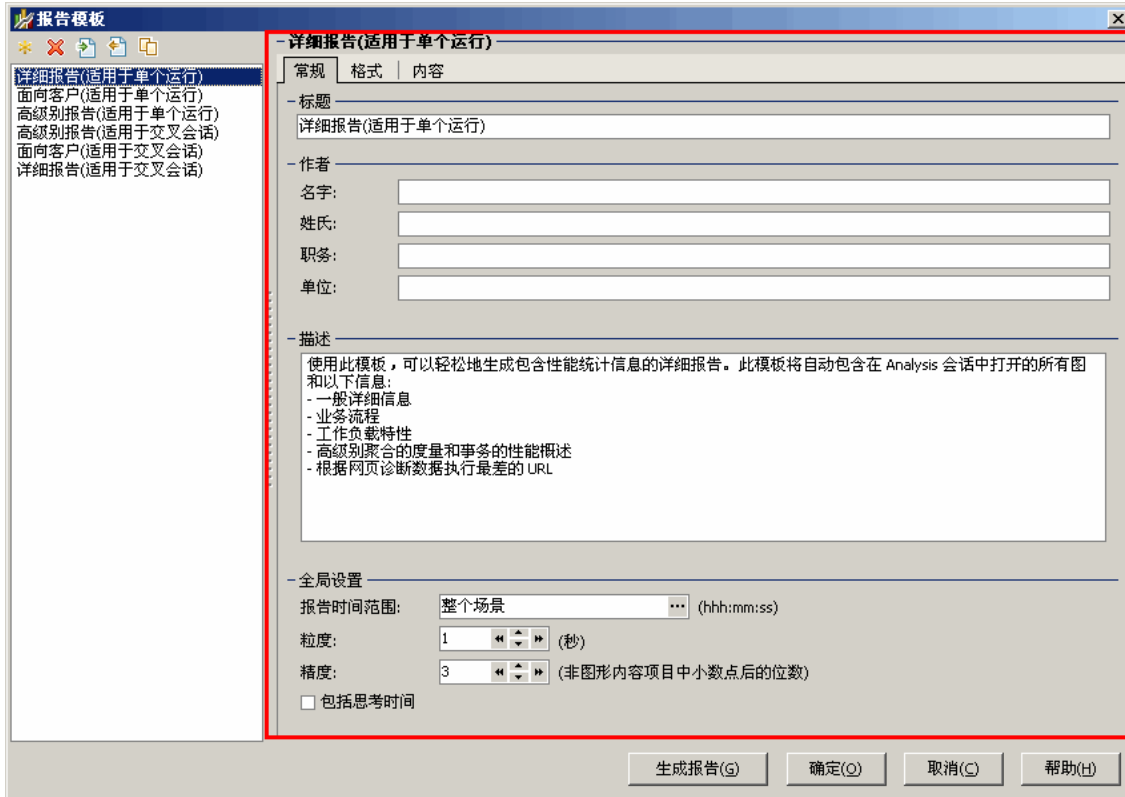 报告模板
详细报告(适用于单个运行)
面向客户(适用于单个运行)
高级别报告(适用于单个运行)
高级别报告(适用于交叉会话)
面向客户(适用于交叉会话)
详细报告(适用于交叉会话)
详细报告(适用于单个运行)
常规 格式 内容
标题
详细报告(适用于单个运行)
作者
名字:
姓氏:
职务:
单位:
描述
使用此模板，可以轻松地生成包含性能统计信息的详细报告。此模板将自动包含在 Analysis 会话中打开的所有图
和以下信息:
- 一般详细信息
- 业务流程
- 工作负载特性
- 高级别聚合的度量和事务的性能概述
- 根据网页诊断数据执行最差的 URL
全局设置
报告时间范围: 整个场景 ... (hhh:mm:ss)
粒度: 1 (秒)
精度: 3 (非图形内容项目中小数点后的位数)
包括思考时间
生成报告(G) 确定(O) 取消(C) 帮助(H)